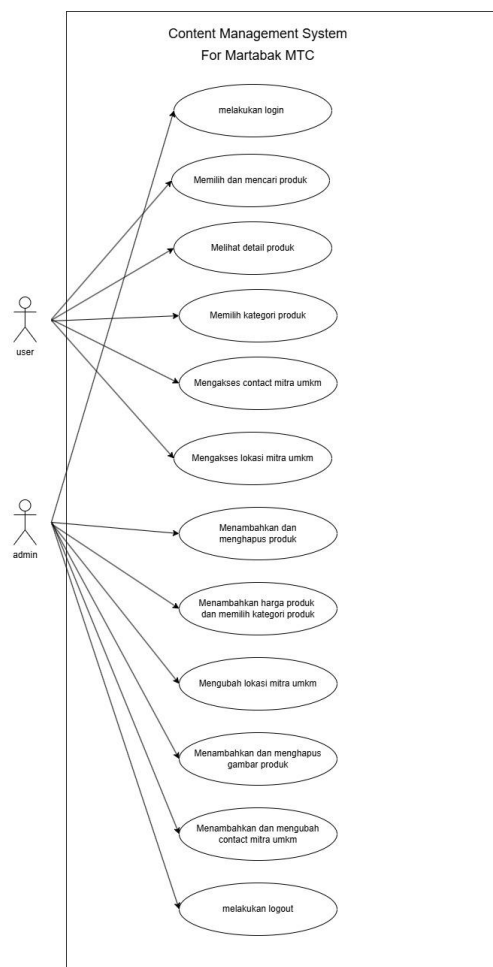 Content Management System
For Martabak MTC
melakukan login
Memilih dan mencari produk
Melihat detail produk
Memilih kategori produk
user
Mengakses contact mitra umkm
Mengakses lokasi mitra umkm
Menambahkan dan
menghapus produk
admin
Menambahkan harga produk
dan memilih kategori produk
Mengubah lokasi mitra umkm
Menambahkan dan menghapus
gambar produk
Menambahkan dan mengubah
contact mitra umkm
melakukan logout